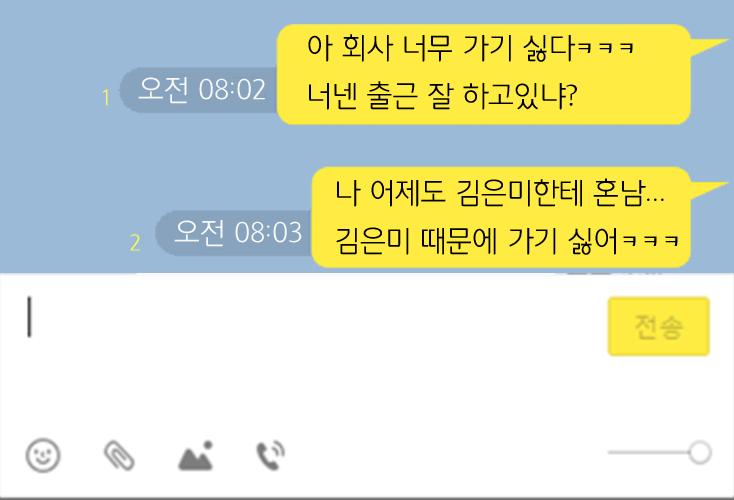 아 회사 너무 가기 싫다ㅋㅋㅋ
너넨 출근 잘 하고있냐?
1
오전 08:02
나 어제도 김은미한테 혼남...
김은미 때문에 가기 싫어ㅋㅋㅋ
2
오전 08:03
전송